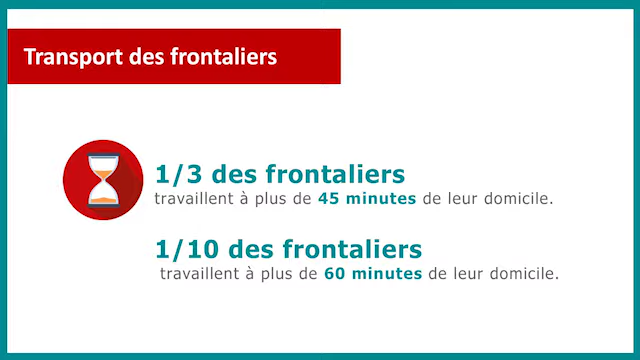 Transport des frontaliers
1/3 des frontaliers
travaillent à plus de 45 minutes de leur domicile.
1/10 des frontaliers
travaillent à plus de 60 minutes de leur domicile.